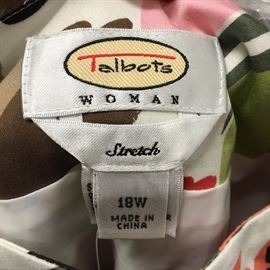 Talbots
WOMAN
Stretch
18W
MADE IN
CHINA